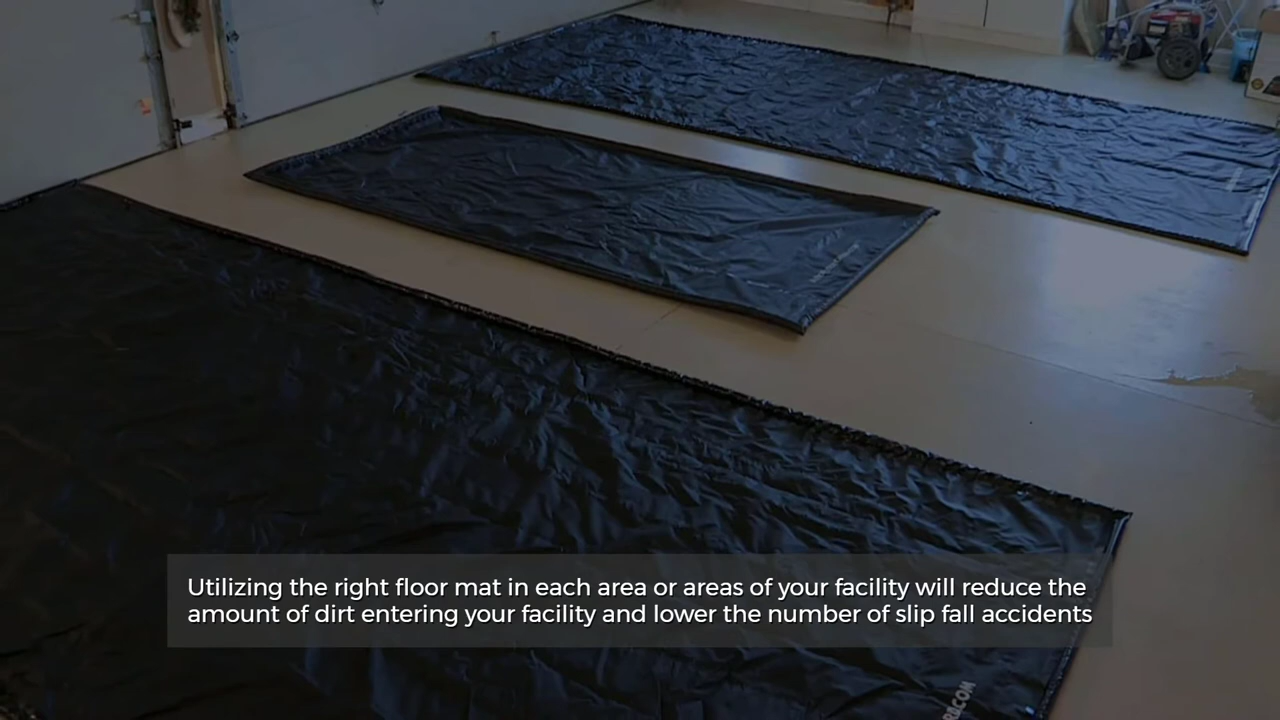 Utilizing the right floor mat in each area or areas of your facility will reduce the
amount of dirt entering your facility and lower the number of slip fall accidents